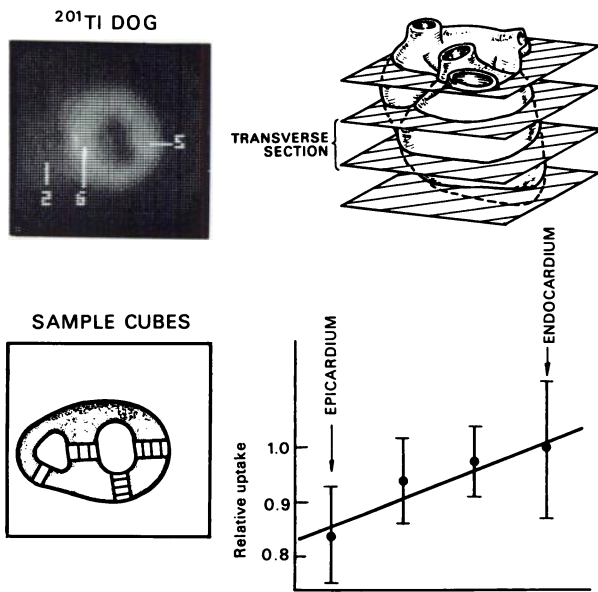 ²⁰¹Tl DOG
2
6
5
TRANSVERSE
SECTION
SAMPLE CUBES
EPICARDIUM
ENDOCARDIUM
Relative uptake
1.0
0.9
0.8